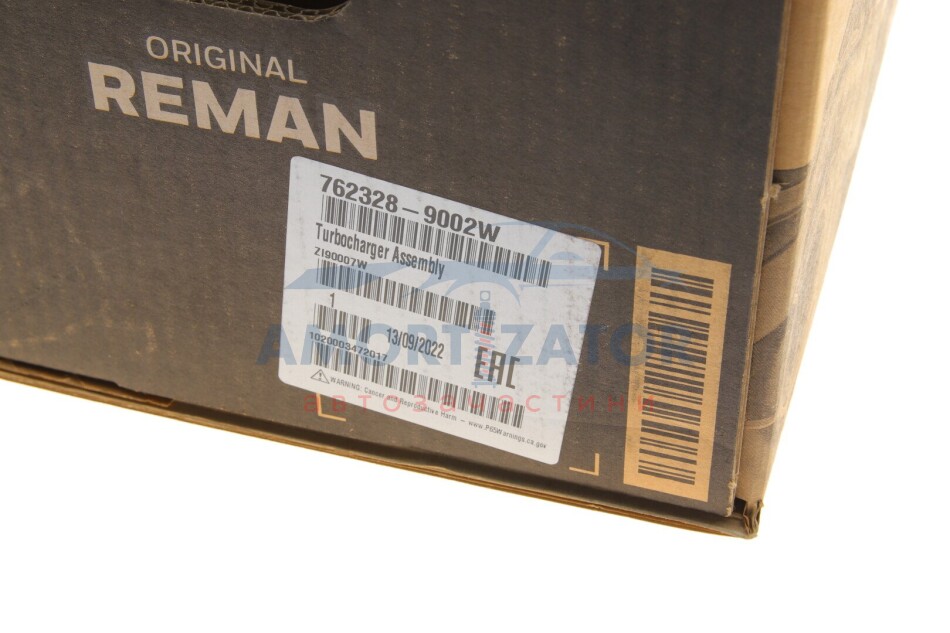 ORIGINAL
REMAN
762328-9002W
Turbocharger Assembly
ZI90007W
1
13/09/2022
1020003472017
EAC
WARNING: Cancer and Reproductive Harm - www.P65Warnings.ca.gov
AMORTIZATOR
автозапчастини